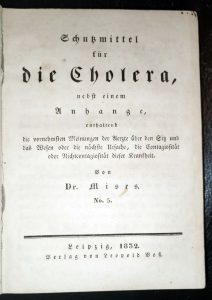 Schutzmittel
für
die Cholera,
nebst einem
Anhange,
enthaltend
die vornehmsten Meinungen der Aerzte über den Sitz und
das Wesen oder die nächste Ursache, die Contagiosität
oder Nichtcontagiosität dieser Krankheit.
Von
Dr. Mises.
No. 5.
Leipzig, 1832.
Verlag von Leopold Voß.